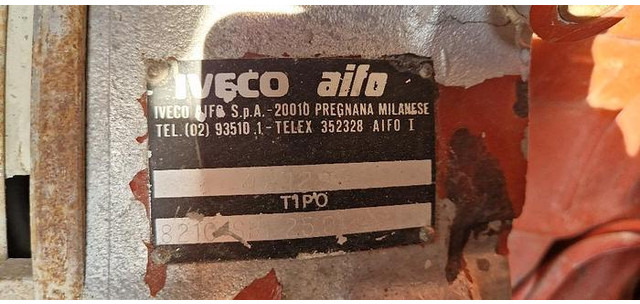 IVECO aifo
IVECO AIFO S.p.A. - 20010 PREGNANA MILANESE
TEL. (02) 93510.1 - TELEX 352328 AIFO I
TIPO